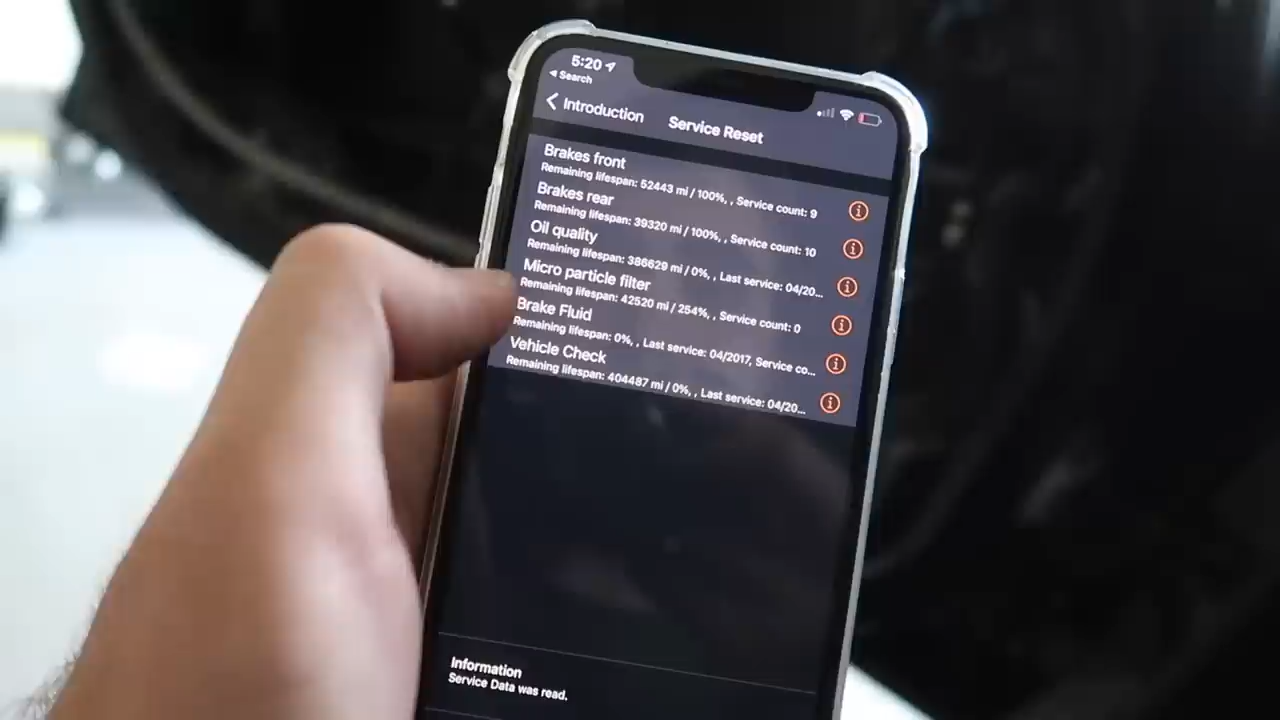 5:20
Search
Introduction
Service Reset
Brakes front
Remaining lifespan: 52443 mi / 100%, , Service count: 9
Brakes rear
Remaining lifespan: 39320 mi / 100%, , Service count: 10
Oil quality
Remaining lifespan: 386629 mi / 0%, , Last service: 04/20...
Micro particle filter
Remaining lifespan: 42520 mi / 254%, , Service count: 0
Brake Fluid
Remaining lifespan: 0%, , Last service: 04/2017, Service co...
Vehicle Check
Remaining lifespan: 404487 mi / 0%, , Last service: 04/20...
Information
Service Data was read.